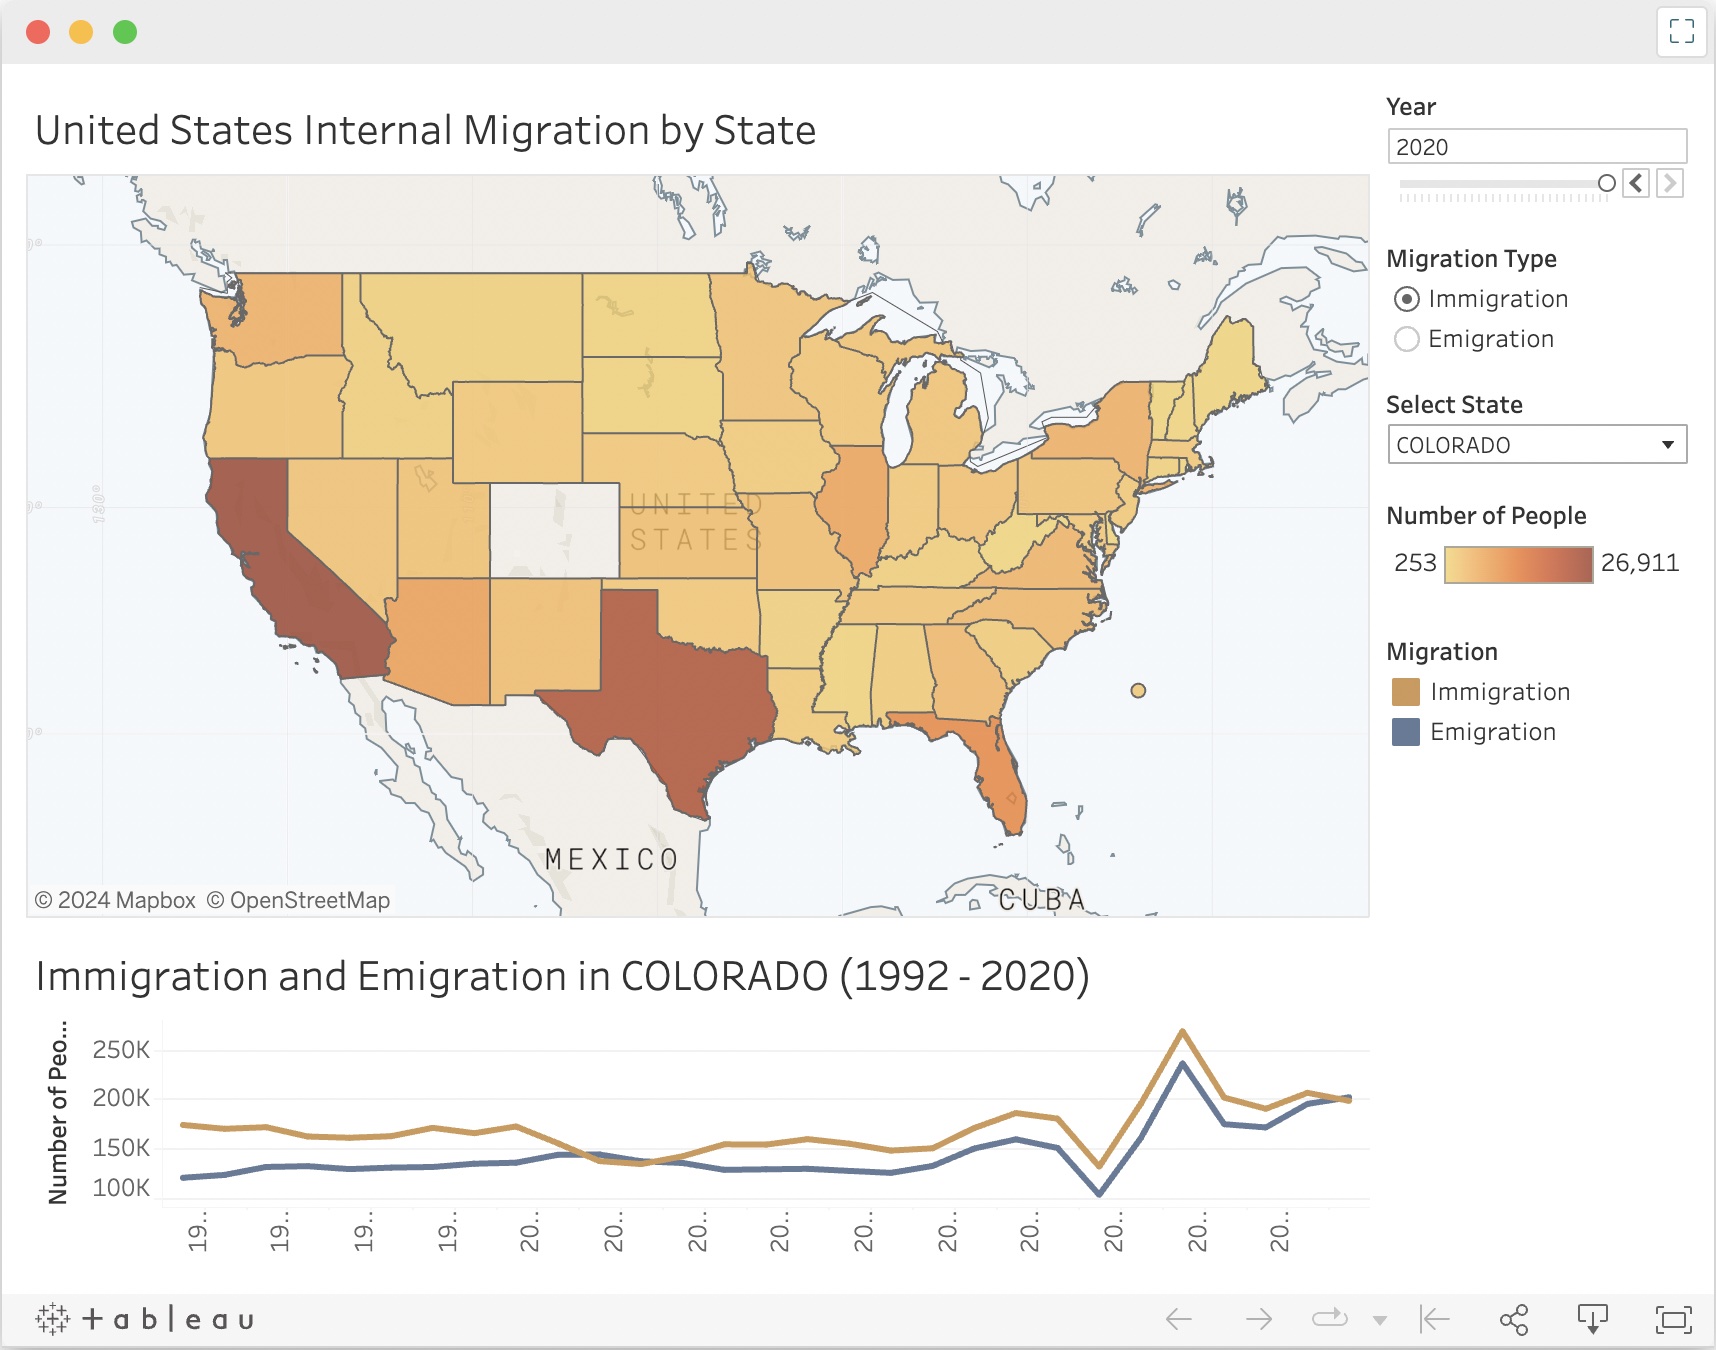 United States Internal Migration by State
Year
2020
Migration Type
Immigration
Emigration
Select State
COLORADO
Number of People
253
26,911
Migration
Immigration
Emigration
UNITED
STATES
130°
MEXICO
CUBA
© 2024 Mapbox © OpenStreetMap
Immigration and Emigration in COLORADO (1992 - 2020)
Number of Peo...
250K
200K
150K
100K
19..
19..
19..
19..
20..
20..
20..
20..
20..
20..
20..
20..
20..
20..
+ableau